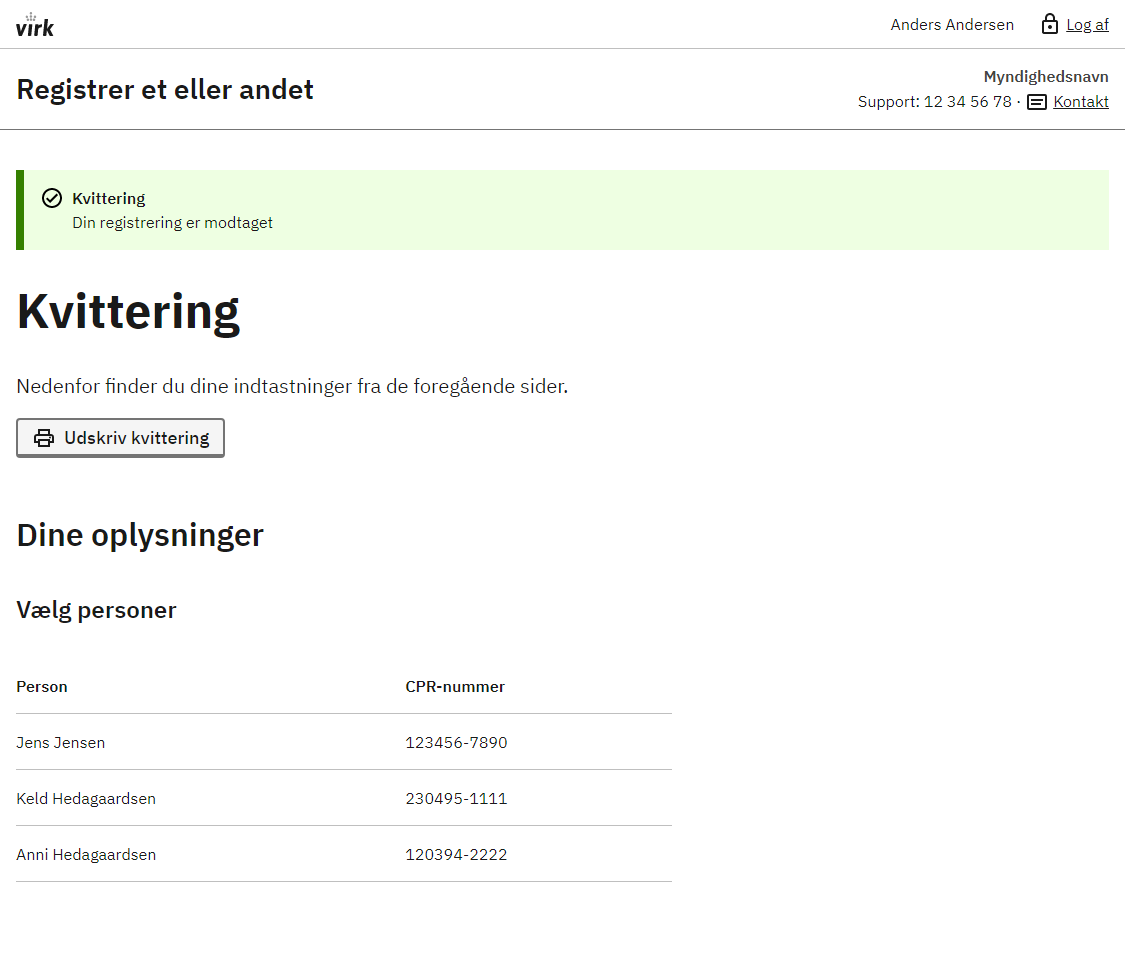 virk
Anders Andersen Log af
Registrer et eller andet
Myndighedsnavn
Support: 12 34 56 78 · Kontakt
Kvittering
Din registrering er modtaget
Kvittering
Nedenfor finder du dine indtastninger fra de foregående sider.
Udskriv kvittering
Dine oplysninger
Vælg personer
Person CPR-nummer
Jens Jensen 123456-7890
Keld Hedagaardsen 230495-1111
Anni Hedagaardsen 120394-2222